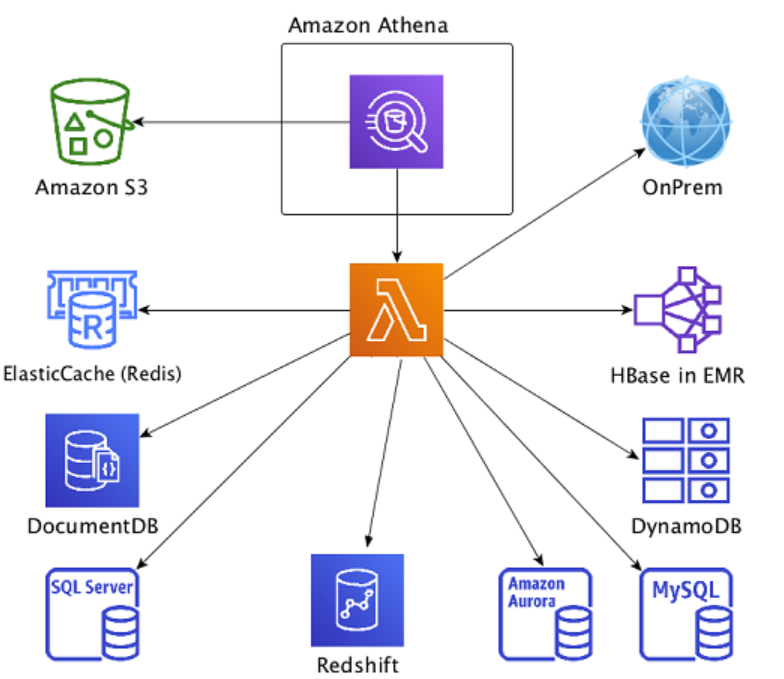 Amazon Athena
Amazon S3
OnPrem
R
ElasticCache (Redis)
HBase in EMR
{}
DocumentDB
DynamoDB
SQL Server
Amazon
Aurora
MySQL
Redshift